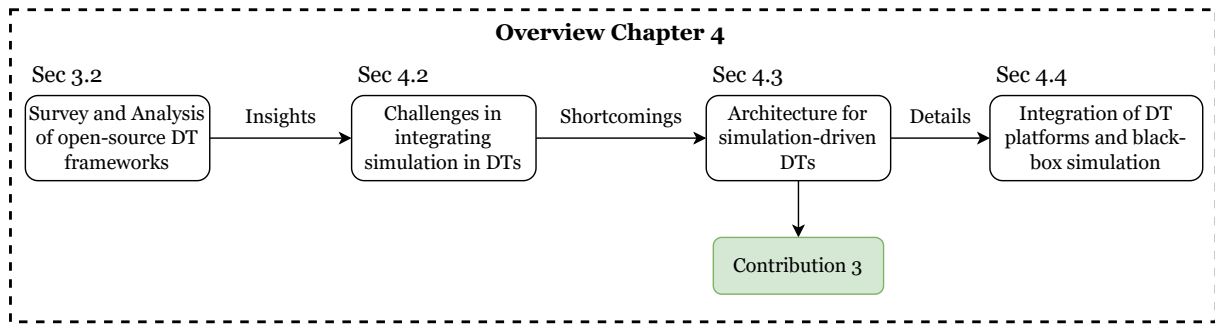 Overview Chapter 4
Sec 3.2
Survey and Analysis
of open-source DT
frameworks
Insights
Sec 4.2
Challenges in
integrating
simulation in DTs
Shortcomings
Sec 4.3
Architecture for
simulation-driven
DTs
Details
Sec 4.4
Integration of DT
platforms and black-
box simulation
Contribution 3